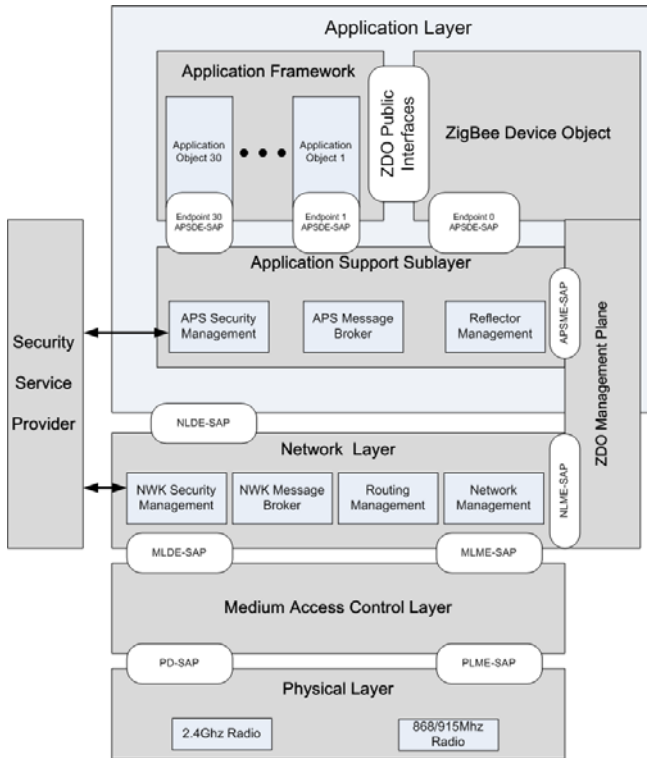 Application Layer
Application Framework
ZDO Public
Interfaces
ZigBee Device Object
Application
Object 30
Application
Object 1
Endpoint 30
APSDE-SAP
Endpoint 1
APSDE-SAP
Endpoint 0
APSDE-SAP
Application Support Sublayer
APS Security
Management
APS Message
Broker
Reflector
Management
APSME-SAP
ZDO Management Plane
Security
Service
Provider
NLDE-SAP
Network Layer
NWK Security
Management
NWK Message
Broker
Routing
Management
Network
Management
NLME-SAP
MLDE-SAP
MLME-SAP
Medium Access Control Layer
PD-SAP
PLME-SAP
Physical Layer
2.4Ghz Radio
868/915Mhz
Radio